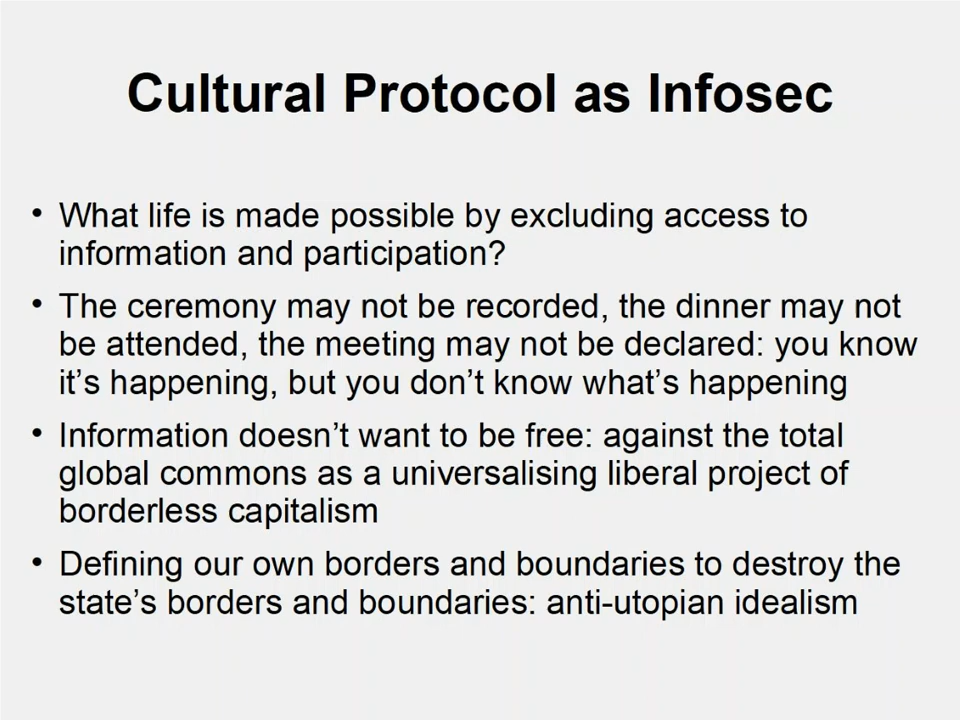 Cultural Protocol as Infosec
• What life is made possible by excluding access to
information and participation?
• The ceremony may not be recorded, the dinner may not
be attended, the meeting may not be declared: you know
it’s happening, but you don’t know what’s happening
• Information doesn’t want to be free: against the total
global commons as a universalising liberal project of
borderless capitalism
• Defining our own borders and boundaries to destroy the
state’s borders and boundaries: anti-utopian idealism